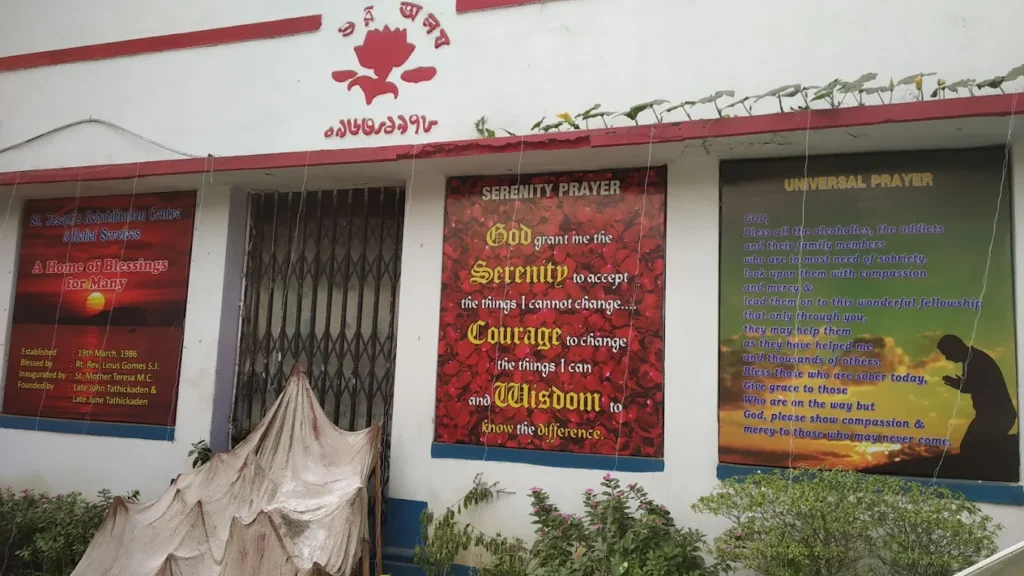 St. Joseph's Rehabilitation Centre
& Relief Services
A Home of Blessings
for Many
Established : 19th March, 1986
Blessed by : Rt. Rev. Linus Gomes S.J.
Inaugurated by : St. Mother Teresa M.C.
Founded by : Late John Tathickaden &
Late June Tathickaden
SERENITY PRAYER
God grant me the
Serenity to accept
the things I cannot change...
Courage to change
the things I can
and Wisdom to
know the difference.
UNIVERSAL PRAYER
GOD,
Bless all the alcoholics, the addicts
and their family members
who are in most need of sobriety.
look upon them with compassion
and mercy &
lead them on to this wonderful fellowship
that only through you,
they may help them
as they have helped me
and thousands of others.
Bless those who are sober today,
Give grace to those
Who are on the way but
God, please show compassion &
mercy to those who may never come.